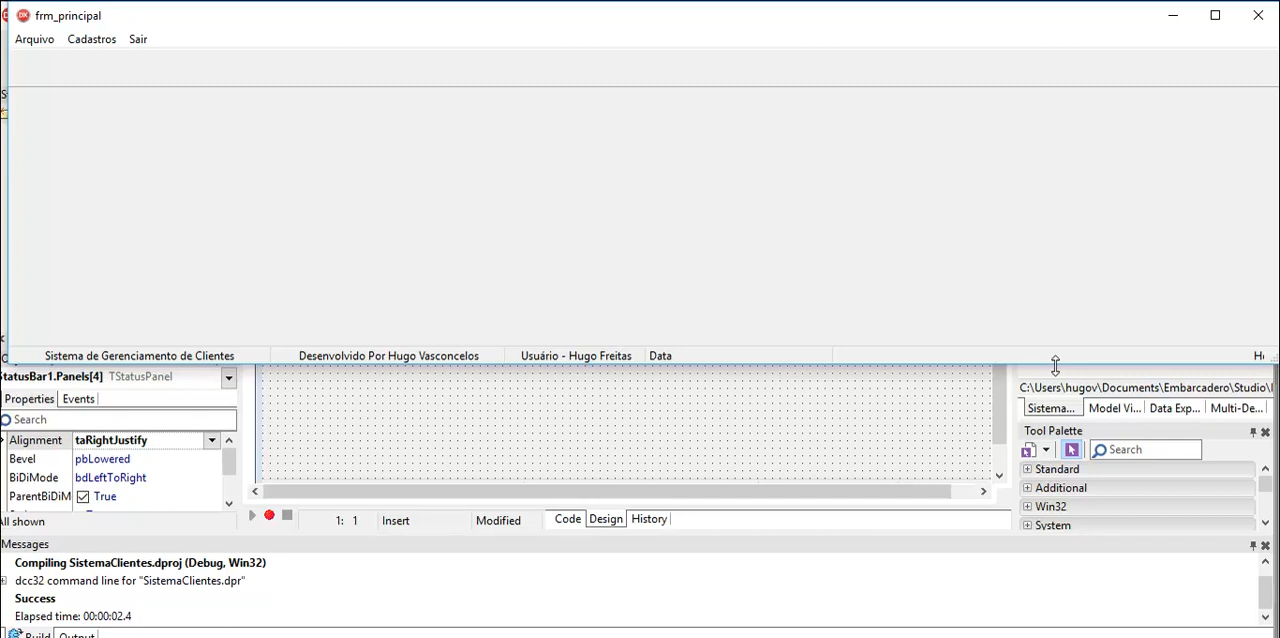 frm_principal
Arquivo Cadastros Sair
Sistema de Gerenciamento de Clientes Desenvolvido Por Hugo Vasconcelos Usuário - Hugo Freitas Data
StatusBar1.Panels[4] TStatusPanel
Properties Events
Search
Alignment taRightJustify
Bevel pbLowered
BiDiMode bdLeftToRight
ParentBiDiM True
All shown
1: 1 Insert Modified Code Design History
C:\Users\hugov\Documents\Embarcadero\Studio\
Sistema... Model Vi... Data Exp... Multi-De...
Tool Palette
Search
Standard
Additional
Win32
System
Messages
Compiling SistemaClientes.dproj (Debug, Win32)
dcc32 command line for "SistemaClientes.dpr"
Success
Elapsed time: 00:00:02.4
Build Output